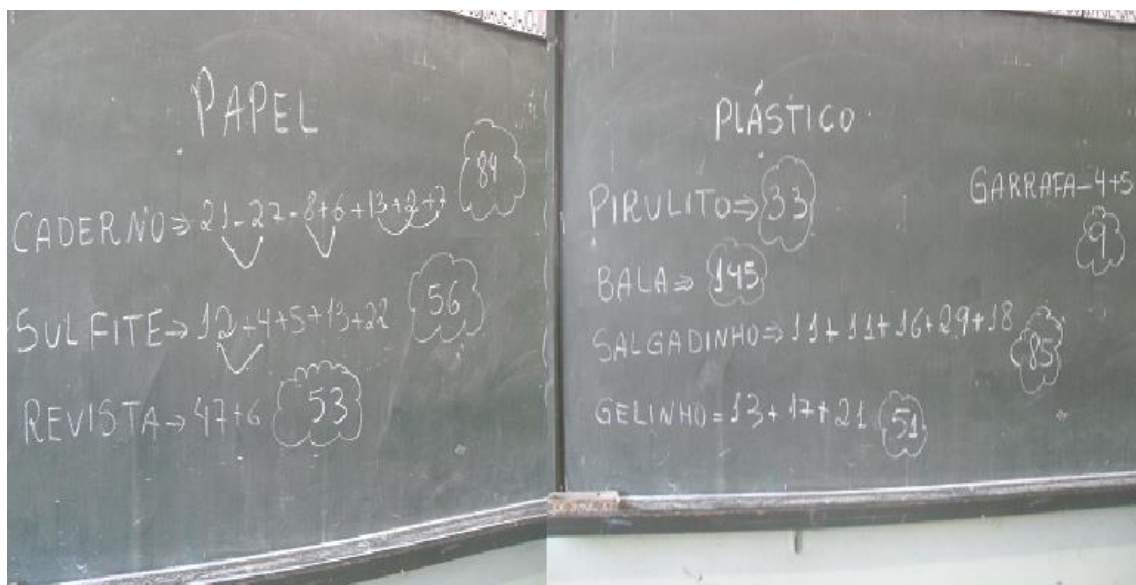 PAPEL
84
CADERNO⇒ 21-27-8+6+13+2+7
SULFITE⇒ 12+4+5+13+22 56
REVISTA⇒ 47+6 53
PLÁSTICO
GARRAFA-4+5
9
PIRULITO⇒ 33
BALA⇒ 145
SALGADINHO⇒ 11+11+16+29+18
85
GELINHO=13+17+21 51